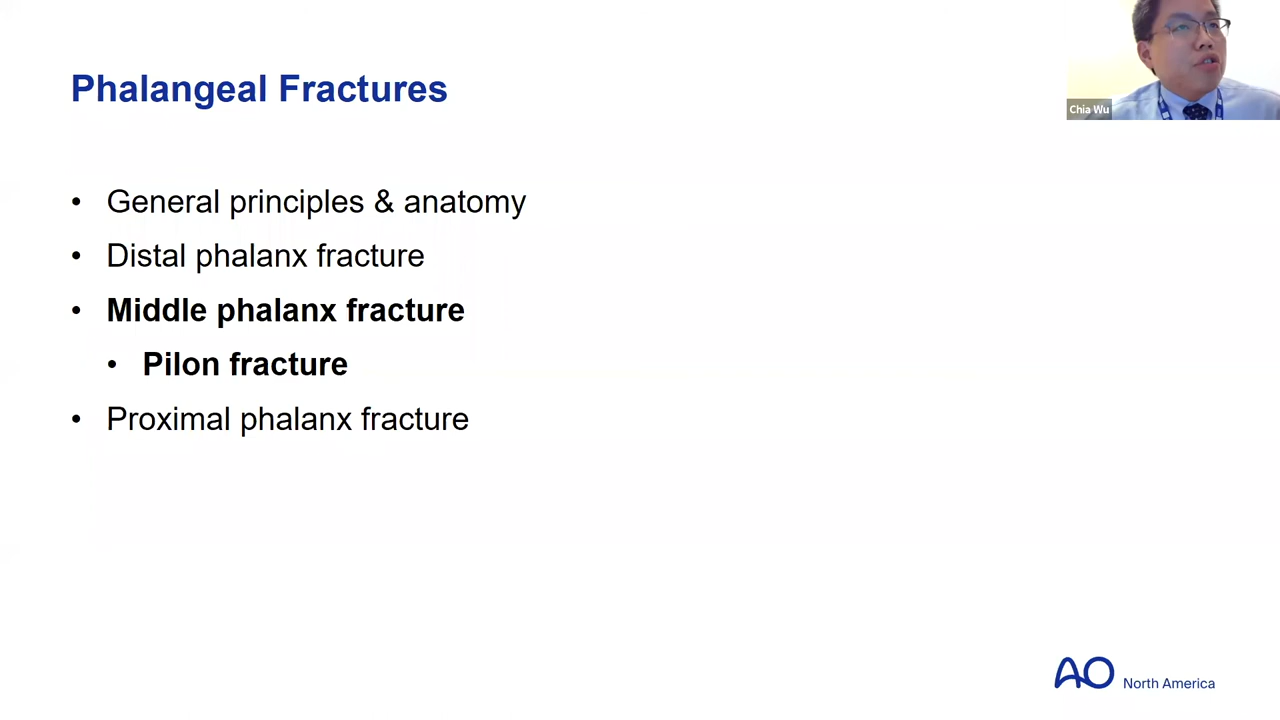 Phalangeal Fractures
Chia Wu
• General principles & anatomy
• Distal phalanx fracture
• Middle phalanx fracture
• Pilon fracture
• Proximal phalanx fracture
AO North America